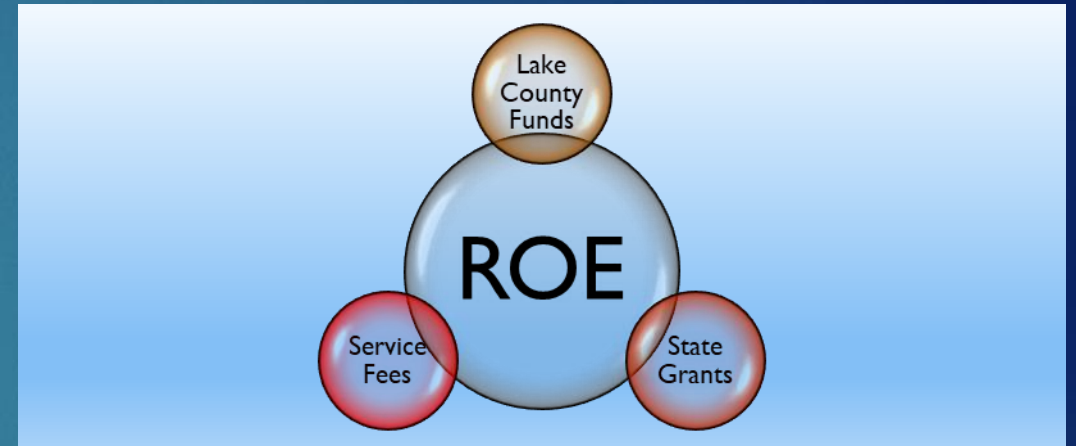 Lake
County
Funds
ROE
Service
Fees
State
Grants